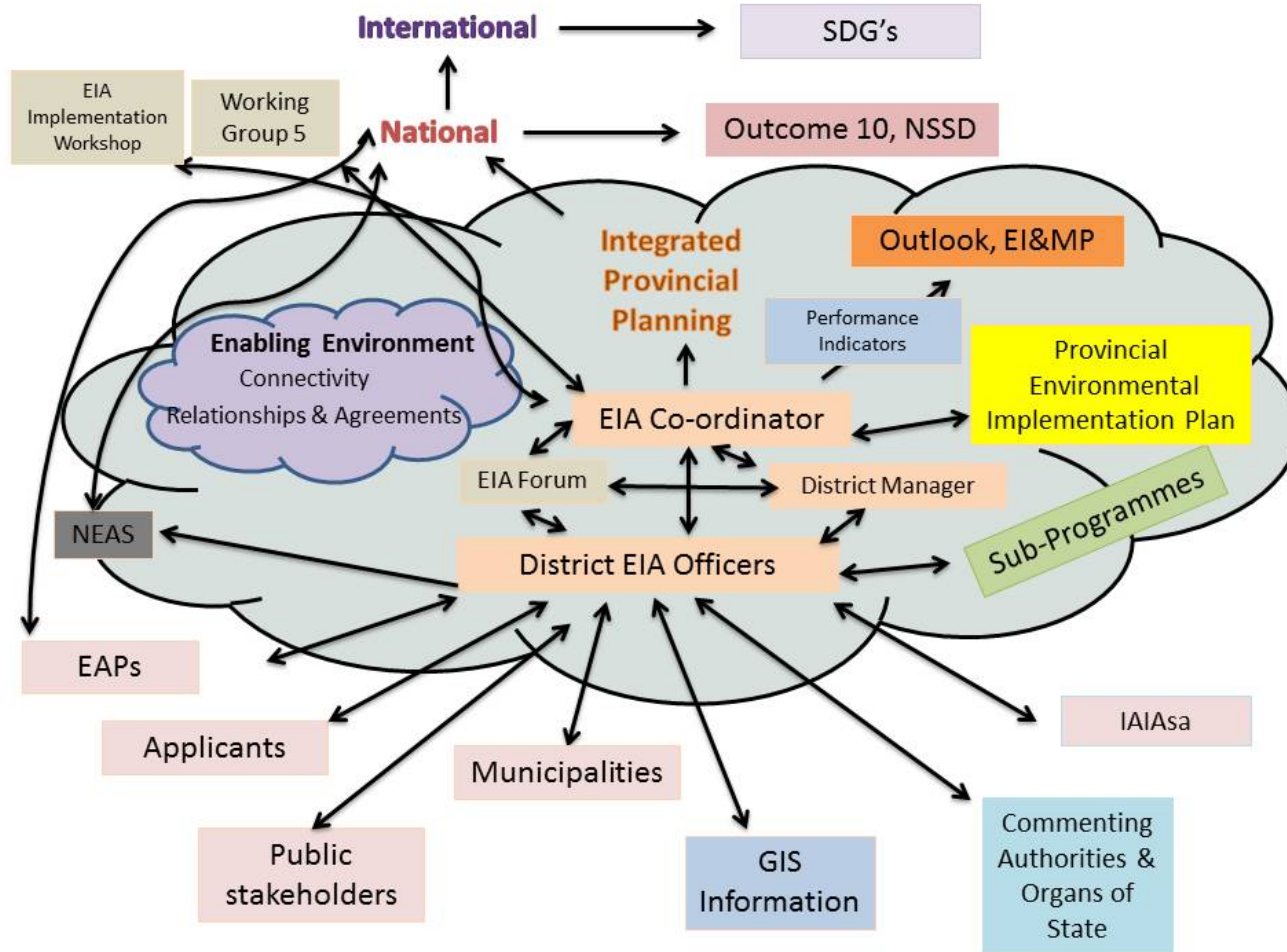 International
SDG's
EIA
Implementation
Workshop
Working
Group 5
National
Outcome 10, NSSD
Integrated
Provincial
Planning
Outlook, EI&MP
Performance
Indicators
Enabling Environment
Connectivity
Relationships & Agreements
Provincial
Environmental
Implementation Plan
EIA Co-ordinator
EIA Forum
District Manager
Sub-Programmes
NEAS
District EIA Officers
EAPs
Applicants
Municipalities
IAIAsa
Public
stakeholders
GIS
Information
Commenting
Authorities &
Organs of
State